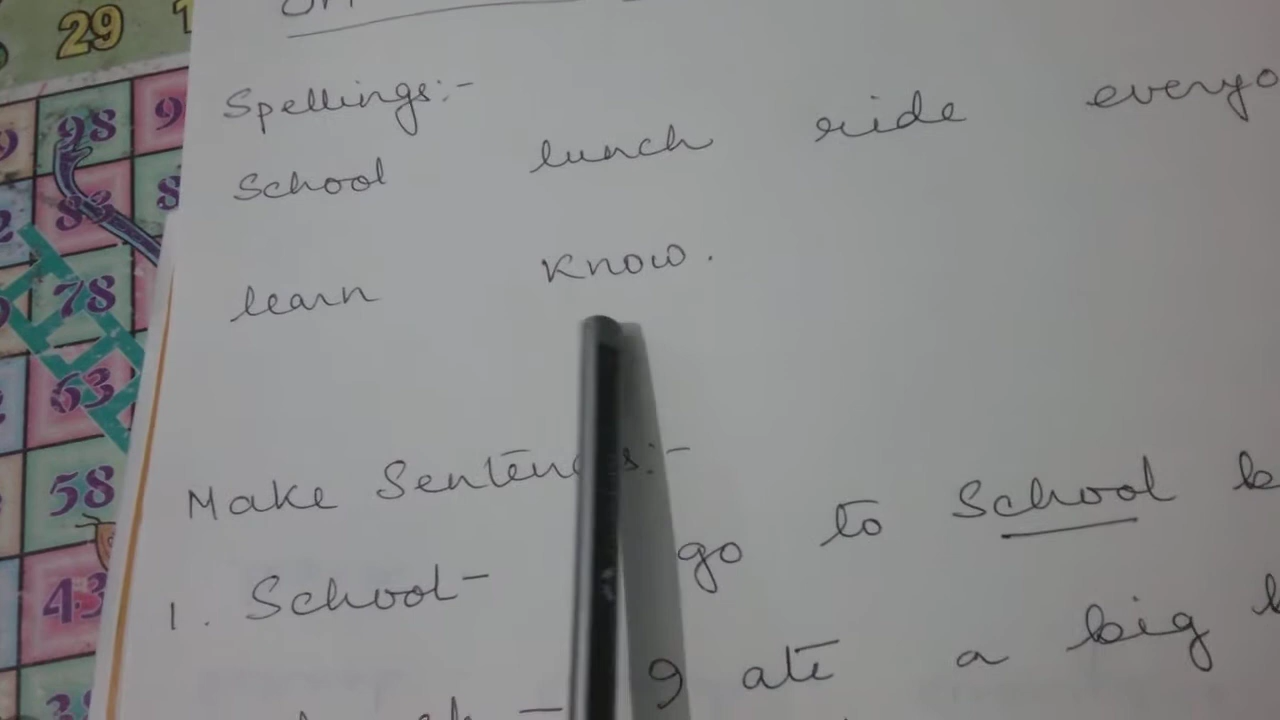 Spellings:-
School lunch ride
learn know.
Make
1. School- go to School
I ate a big
29
98
83
78
63
58
43